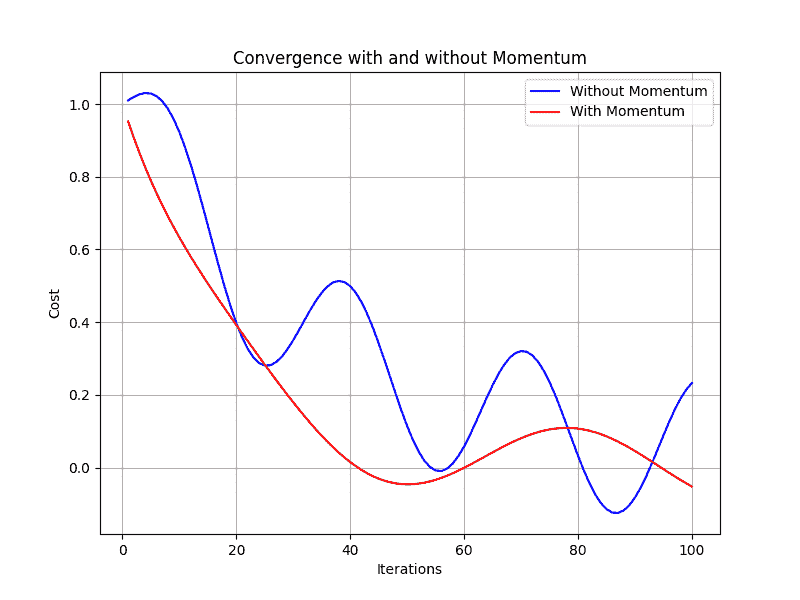 Convergence with and without Momentum
Without Momentum
With Momentum
1.0
0.8
0.6
0.4
0.2
0.0
Cost
0 20 40 60 80 100
Iterations